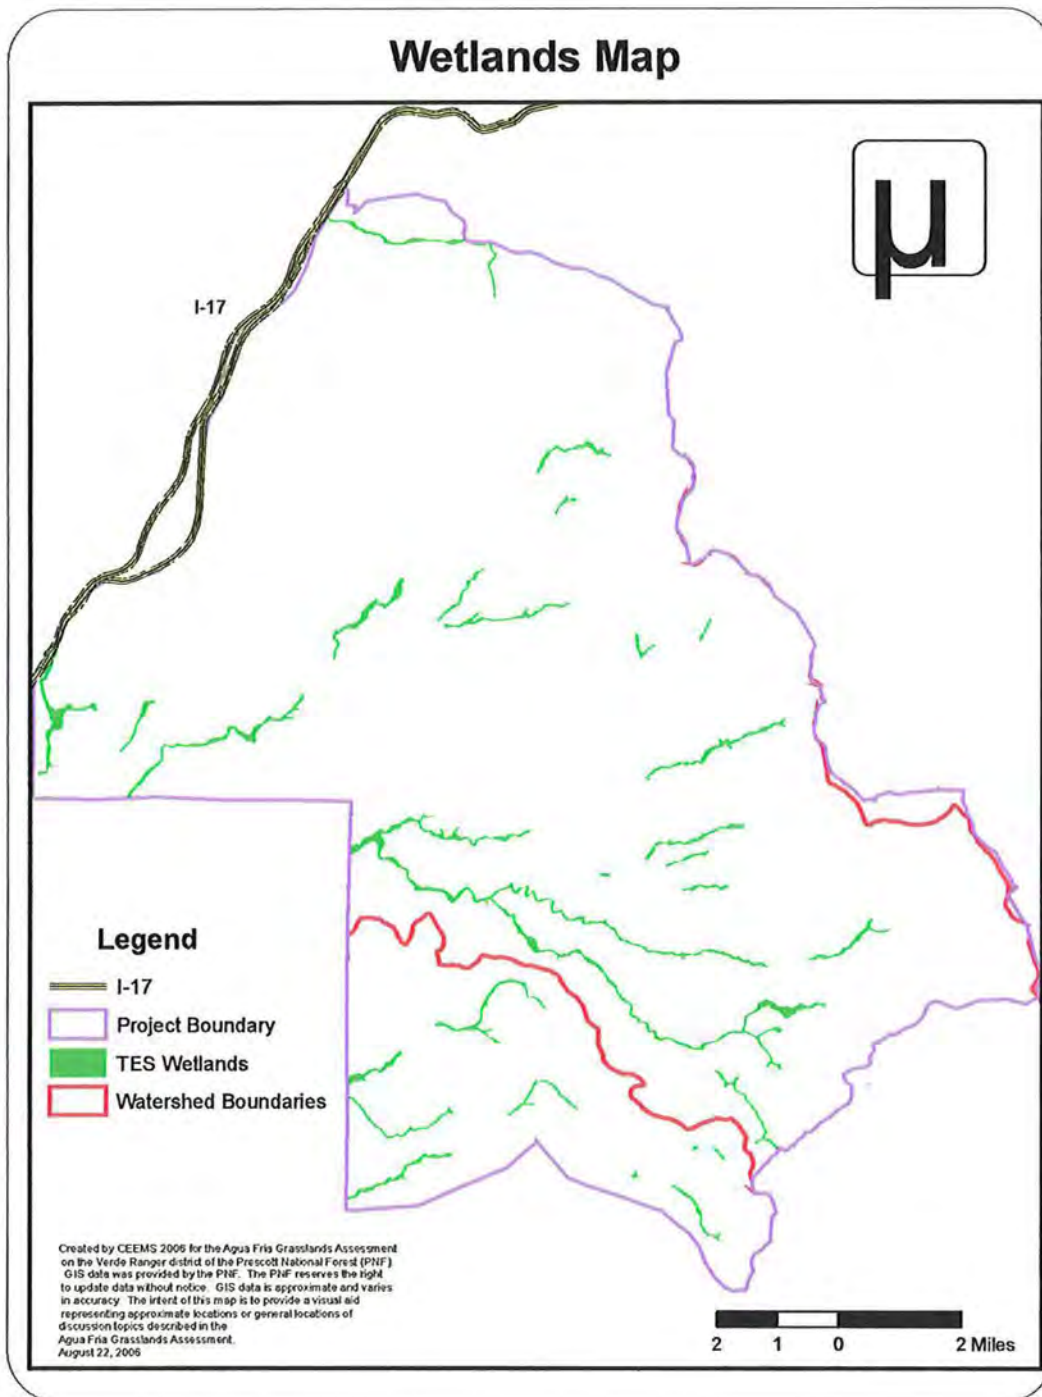 Wetlands Map
µ
I-17
Legend
I-17
Project Boundary
TES Wetlands
Watershed Boundaries
Created by CEEMS 2006 for the Agua Fria Grasslands Assessment
on the Verde Ranger district of the Prescott National Forest (PNF)
GIS data was provided by the PNF. The PNF reserves the right
to update data without notice. GIS data is approximate and varies
in accuracy. The intent of this map is to provide a visual aid
representing approximate locations or general locations of
discussion topics described in the
Agua Fria Grasslands Assessment.
August 22, 2006
2 1 0 2 Miles